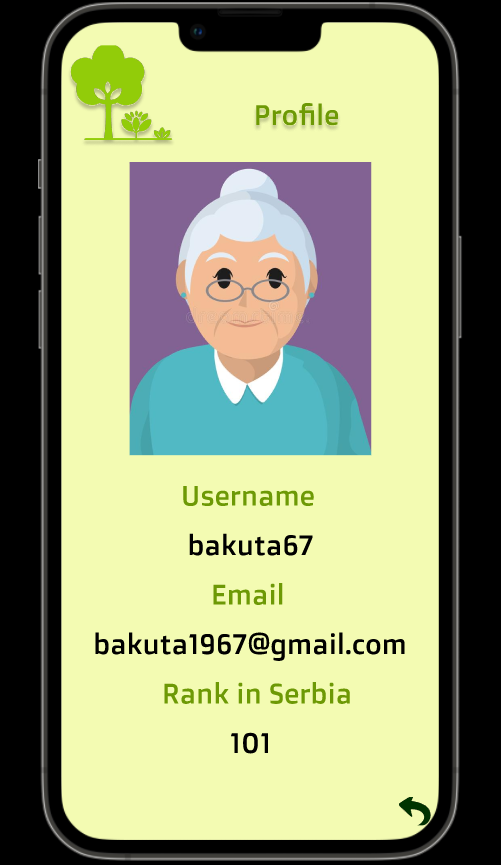 Profile
Username
bakuta67
Email
bakuta1967@gmail.com
Rank in Serbia
101